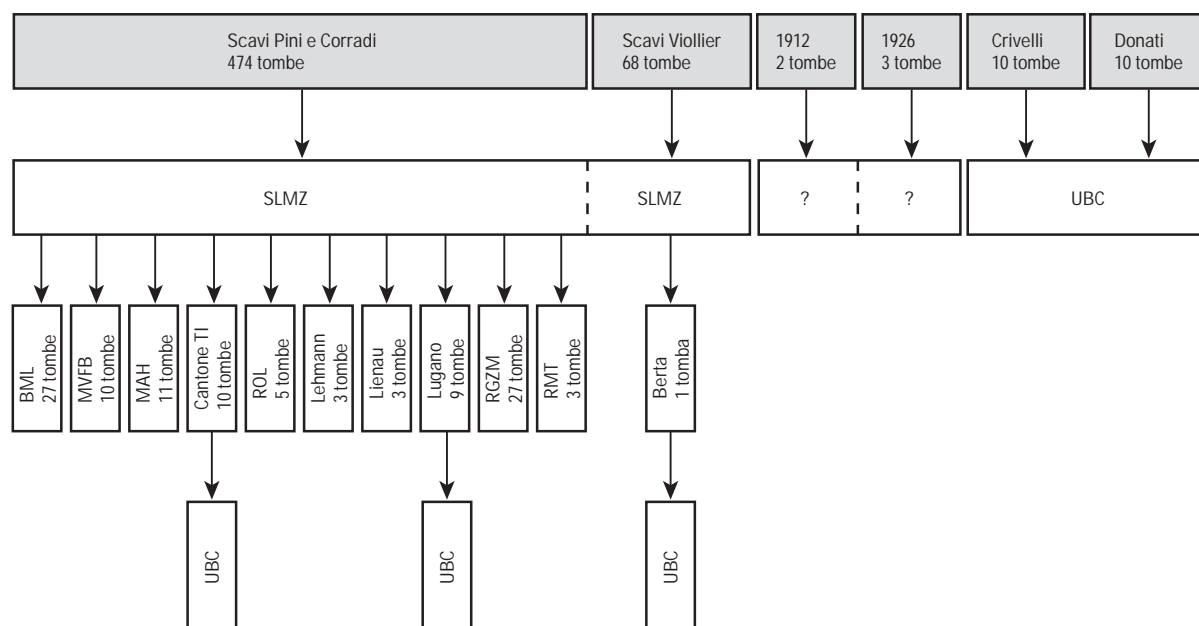 Scavi Pini e Corradi
474 tombe
Scavi Viollier
68 tombe
1912
2 tombe
1926
3 tombe
Crivelli
10 tombe
Donati
10 tombe
SLMZ
SLMZ
?
?
UBC
BML
27 tombe
MVFB
10 tombe
MAH
11 tombe
Cantone TI
10 tombe
ROL
5 tombe
Lehmann
3 tombe
Lienau
3 tombe
Lugano
9 tombe
RGZM
27 tombe
RMT
3 tombe
Berta
1 tomba
UBC
UBC
UBC